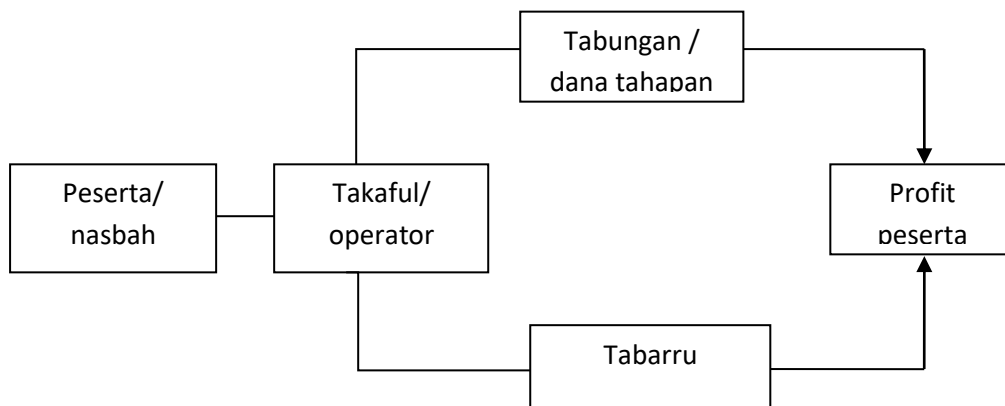 Tabungan /
dana tahapan
Peserta/
nasbah
Takaful/
operator
Profit
peserta
Tabarru